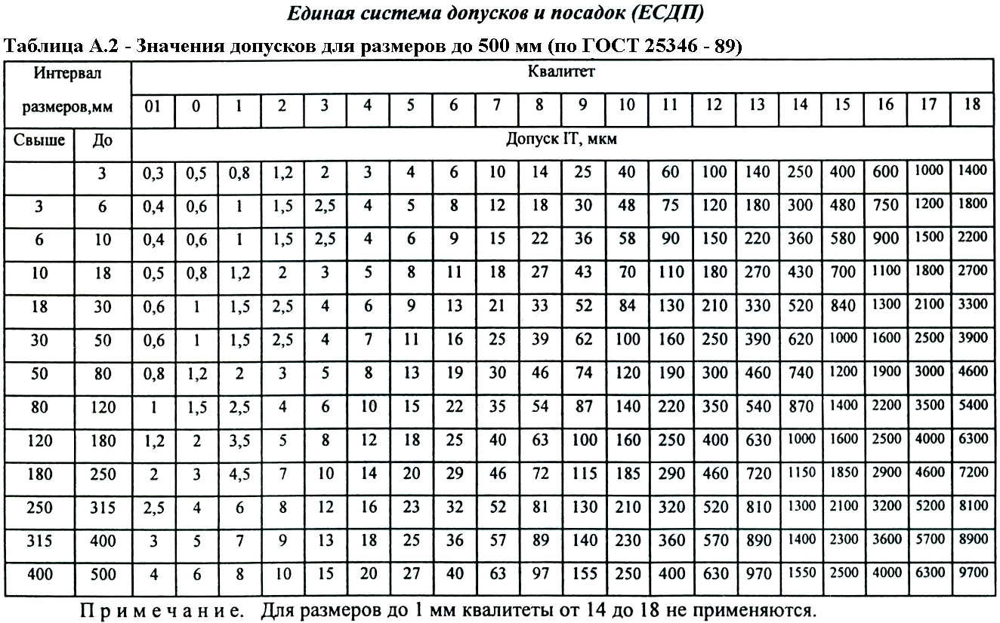 Единая система допусков и посадок (ЕСДП)
Таблица А.2 - Значения допусков для размеров до 500 мм (по ГОСТ 25346 - 89)
Интервал Квалитет
размеров,мм 01 0 1 2 3 4 5 6 7 8 9 10 11 12 13 14 15 16 17 18
Свыше До Допуск IT, мкм
3 0,3 0,5 0,8 1,2 2 3 4 6 10 14 25 40 60 100 140 250 400 600 1000 1400
3 6 0,4 0,6 1 1,5 2,5 4 5 8 12 18 30 48 75 120 180 300 480 750 1200 1800
6 10 0,4 0,6 1 1,5 2,5 4 6 9 15 22 36 58 90 150 220 360 580 900 1500 2200
10 18 0,5 0,8 1,2 2 3 5 8 11 18 27 43 70 110 180 270 430 700 1100 1800 2700
18 30 0,6 1 1,5 2,5 4 6 9 13 21 33 52 84 130 210 330 520 840 1300 2100 3300
30 50 0,6 1 1,5 2,5 4 7 11 16 25 39 62 100 160 250 390 620 1000 1600 2500 3900
50 80 0,8 1,2 2 3 5 8 13 19 30 46 74 120 190 300 460 740 1200 1900 3000 4600
80 120 1 1,5 2,5 4 6 10 15 22 35 54 87 140 220 350 540 870 1400 2200 3500 5400
120 180 1,2 2 3,5 5 8 12 18 25 40 63 100 160 250 400 630 1000 1600 2500 4000 6300
180 250 2 3 4,5 7 10 14 20 29 46 72 115 185 290 460 720 1150 1850 2900 4600 7200
250 315 2,5 4 6 8 12 16 23 32 52 81 130 210 320 520 810 1300 2100 3200 5200 8100
315 400 3 5 7 9 13 18 25 36 57 89 140 230 360 570 890 1400 2300 3600 5700 8900
400 500 4 6 8 10 15 20 27 40 63 97 155 250 400 630 970 1550 2500 4000 6300 9700
Примечание. Для размеров до 1 мм квалитеты от 14 до 18 не применяются.